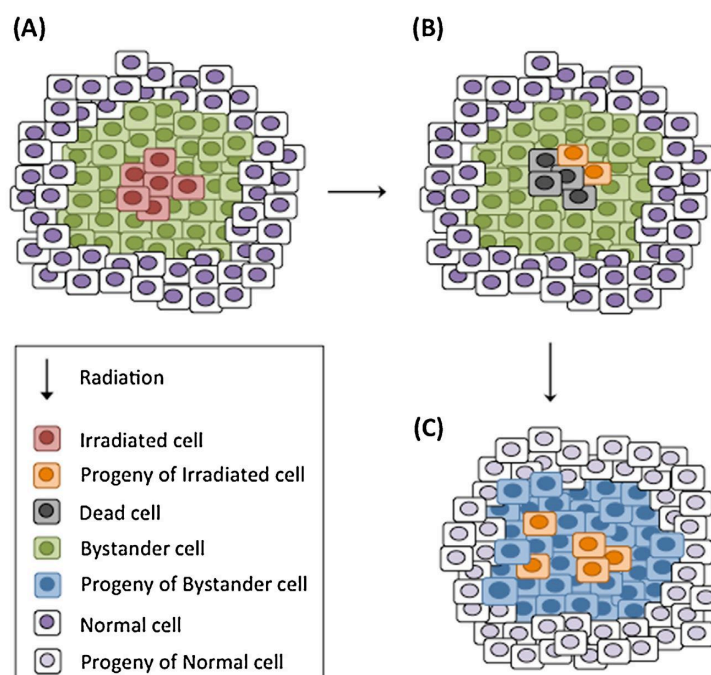 (A)
(B)
Radiation
Irradiated cell
Progeny of Irradiated cell
Dead cell
Bystander cell
Progeny of Bystander cell
Normal cell
Progeny of Normal cell
(C)